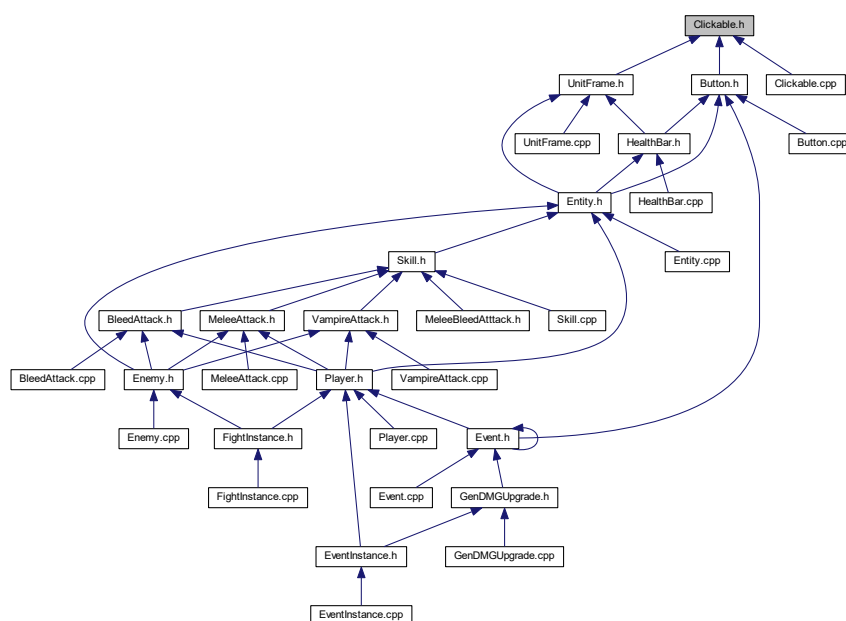 Clickable.h
UnitFrame.h
Button.h
Clickable.cpp
UnitFrame.cpp
HealthBar.h
Button.cpp
Entity.h
HealthBar.cpp
Skill.h
Entity.cpp
BleedAttack.h
MeleeAttack.h
VampireAttack.h
MeleeBleedAtttack.h
Skill.cpp
BleedAttack.cpp
Enemy.h
MeleeAttack.cpp
Player.h
VampireAttack.cpp
Enemy.cpp
FightInstance.h
Player.cpp
Event.h
FightInstance.cpp
Event.cpp
GenDMGUpgrade.h
EventInstance.h
GenDMGUpgrade.cpp
EventInstance.cpp